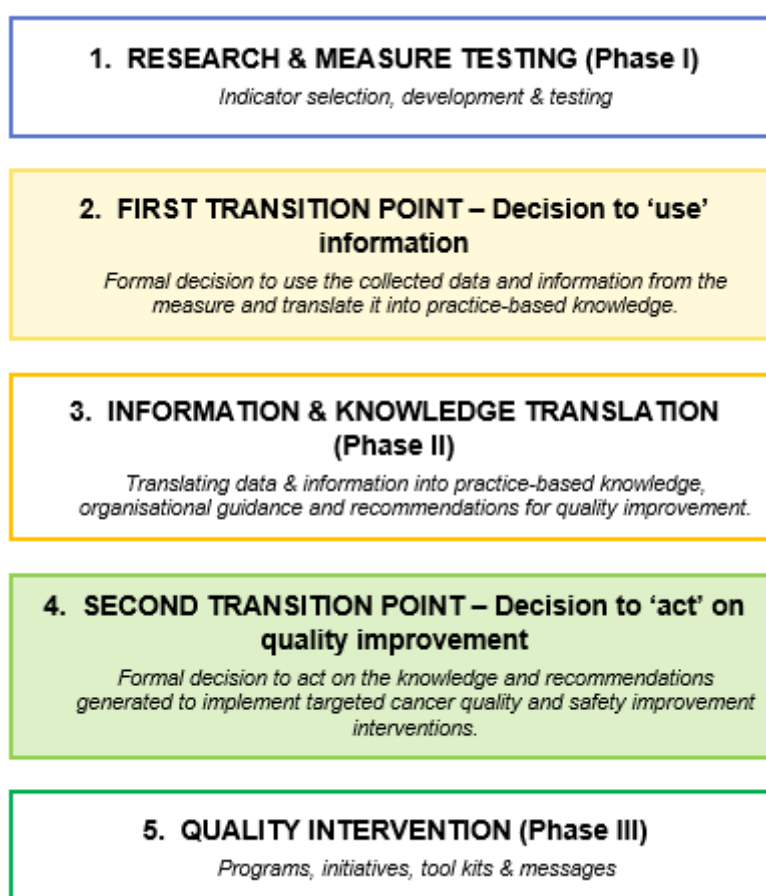 1. RESEARCH & MEASURE TESTING (Phase I)
Indicator selection, development & testing
2. FIRST TRANSITION POINT – Decision to ‘use’
information
Formal decision to use the collected data and information from the
measure and translate it into practice-based knowledge.
3. INFORMATION & KNOWLEDGE TRANSLATION
(Phase II)
Translating data & information into practice-based knowledge,
organisational guidance and recommendations for quality improvement.
4. SECOND TRANSITION POINT – Decision to ‘act’ on
quality improvement
Formal decision to act on the knowledge and recommendations
generated to implement targeted cancer quality and safety improvement
interventions.
5. QUALITY INTERVENTION (Phase III)
Programs, initiatives, tool kits & messages